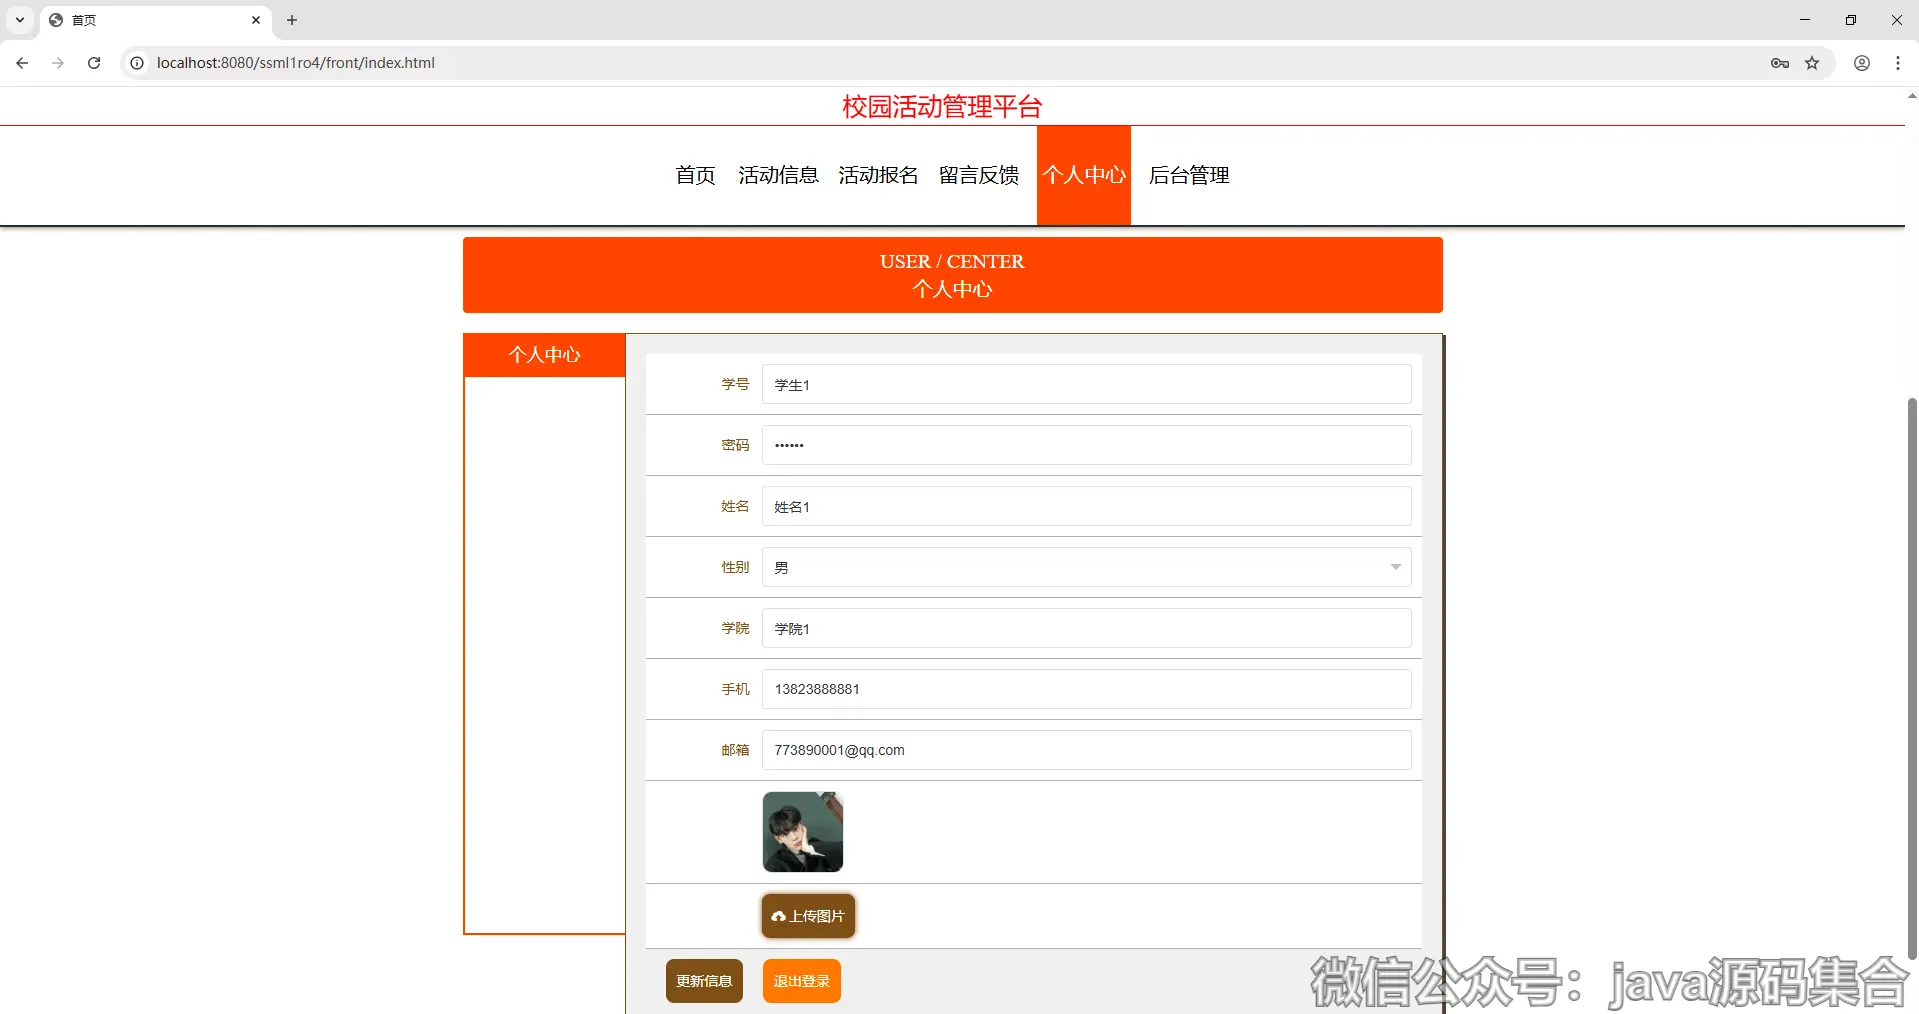 首页
localhost:8080/ssml1ro4/front/index.html
校园活动管理平台
首页 活动信息 活动报名 留言反馈 个人中心 后台管理
USER / CENTER
个人中心
个人中心
学号 学生1
密码 ••••••
姓名 姓名1
性别 男
学院 学院1
手机 13823888881
邮箱 773890001@qq.com
上传图片
更新信息 退出登录
微信公众号：java源码集合